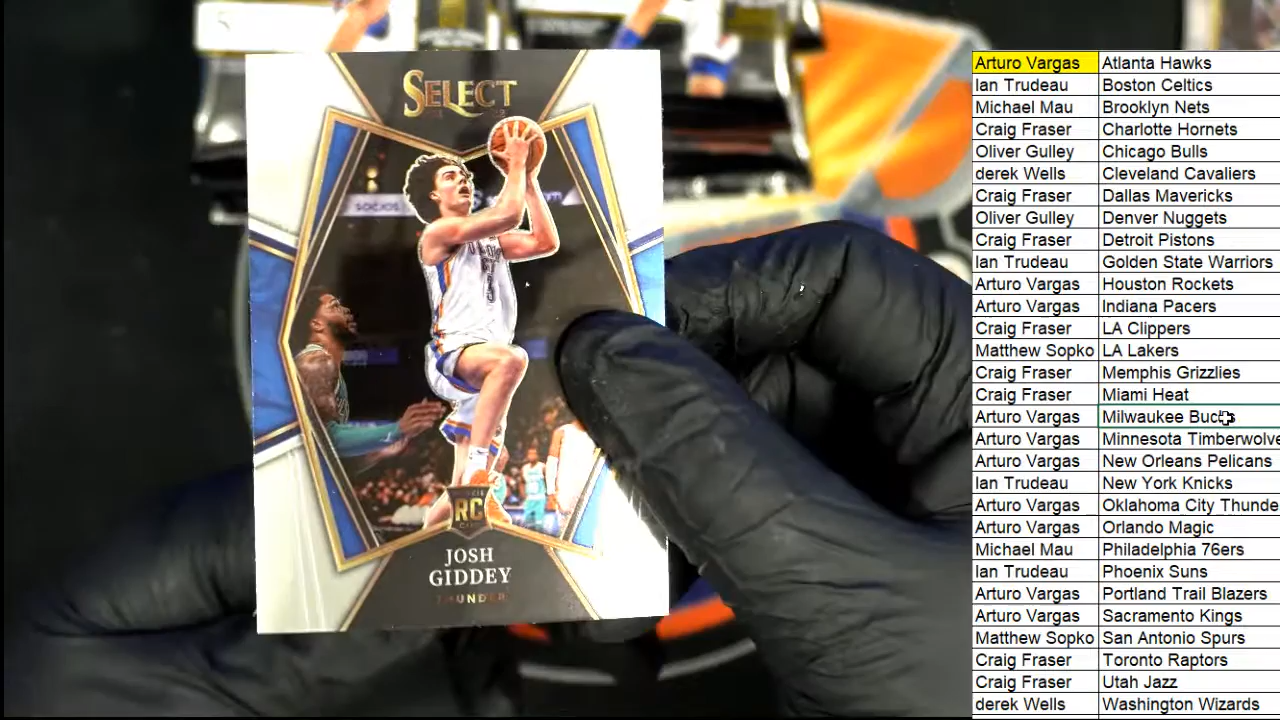 SELECT
SOCIOS
RC
JOSH
GIDDEY
THUNDER
Arturo Vargas Atlanta Hawks
Ian Trudeau Boston Celtics
Michael Mau Brooklyn Nets
Craig Fraser Charlotte Hornets
Oliver Gulley Chicago Bulls
derek Wells Cleveland Cavaliers
Craig Fraser Dallas Mavericks
Oliver Gulley Denver Nuggets
Craig Fraser Detroit Pistons
Ian Trudeau Golden State Warriors
Arturo Vargas Houston Rockets
Arturo Vargas Indiana Pacers
Craig Fraser LA Clippers
Matthew Sopko LA Lakers
Craig Fraser Memphis Grizzlies
Craig Fraser Miami Heat
Arturo Vargas Milwaukee Bucks
Arturo Vargas Minnesota Timberwolve
Arturo Vargas New Orleans Pelicans
Ian Trudeau New York Knicks
Arturo Vargas Oklahoma City Thunde
Arturo Vargas Orlando Magic
Michael Mau Philadelphia 76ers
Ian Trudeau Phoenix Suns
Arturo Vargas Portland Trail Blazers
Arturo Vargas Sacramento Kings
Matthew Sopko San Antonio Spurs
Craig Fraser Toronto Raptors
Craig Fraser Utah Jazz
derek Wells Washington Wizards